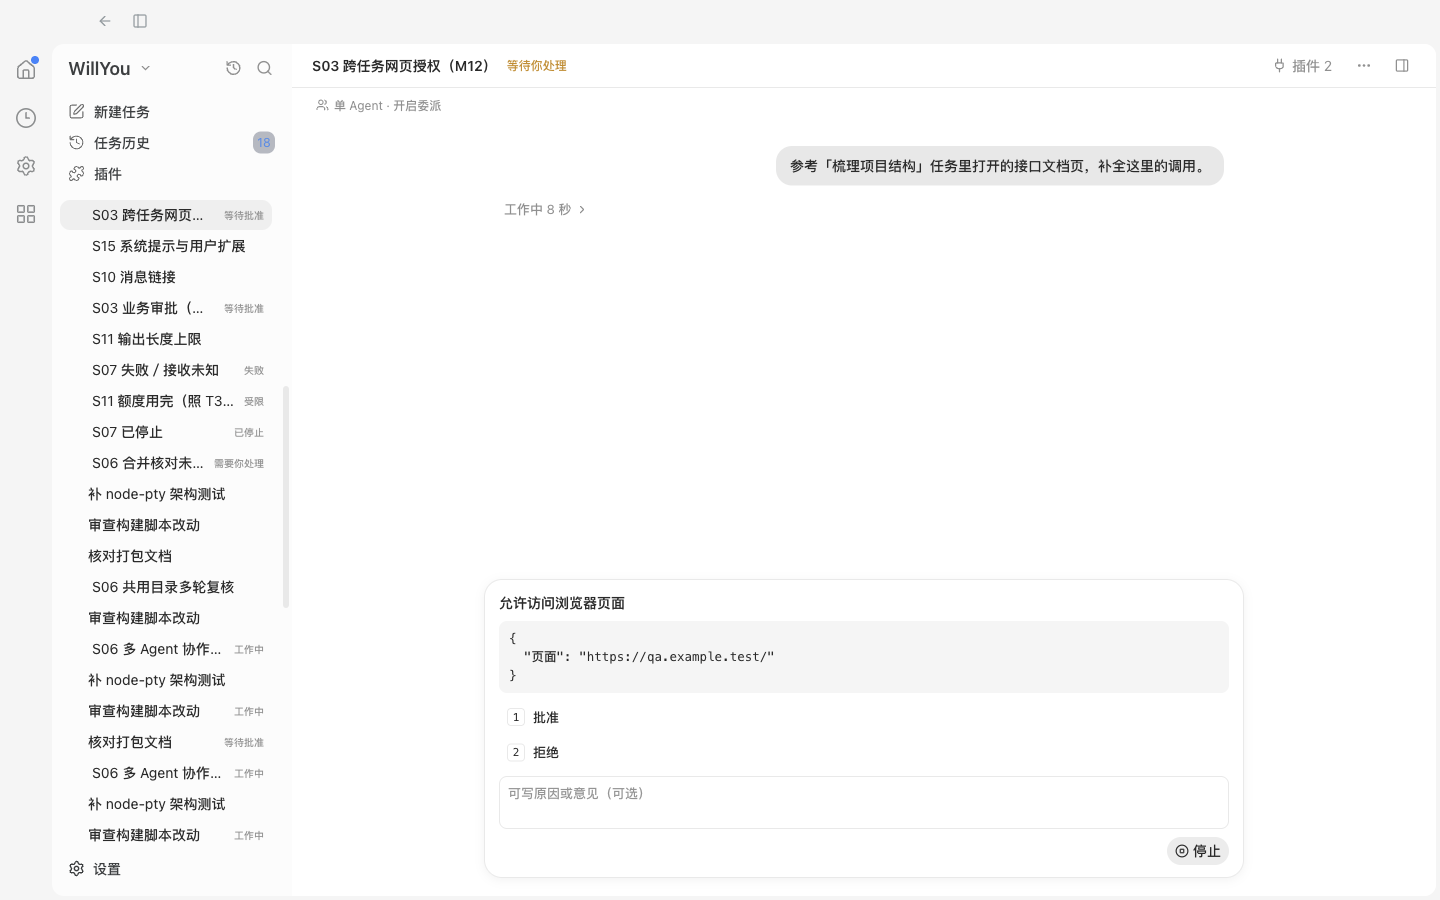 WillYou
新建任务
任务历史
18
插件
S03 跨任务网页... 等待批准
S15 系统提示与用户扩展
S10 消息链接
S03 业务审批（... 等待批准
S11 输出长度上限
S07 失败 / 接收未知 失败
S11 额度用完（照 T3... 受限
S07 已停止 已停止
S06 合并核对未... 需要你处理
补 node-pty 架构测试
审查构建脚本改动
核对打包文档
S06 共用目录多轮复核
审查构建脚本改动
S06 多 Agent 协作... 工作中
补 node-pty 架构测试
审查构建脚本改动 工作中
核对打包文档 等待批准
S06 多 Agent 协作... 工作中
补 node-pty 架构测试
审查构建脚本改动 工作中
设置
S03 跨任务网页授权（M12） 等待你处理
插件 2
单 Agent · 开启委派
参考「梳理项目结构」任务里打开的接口文档页，补全这里的调用。
工作中 8 秒
允许访问浏览器页面
{
"页面": "https://qa.example.test/"
}
1 批准
2 拒绝
可写原因或意见（可选）
停止